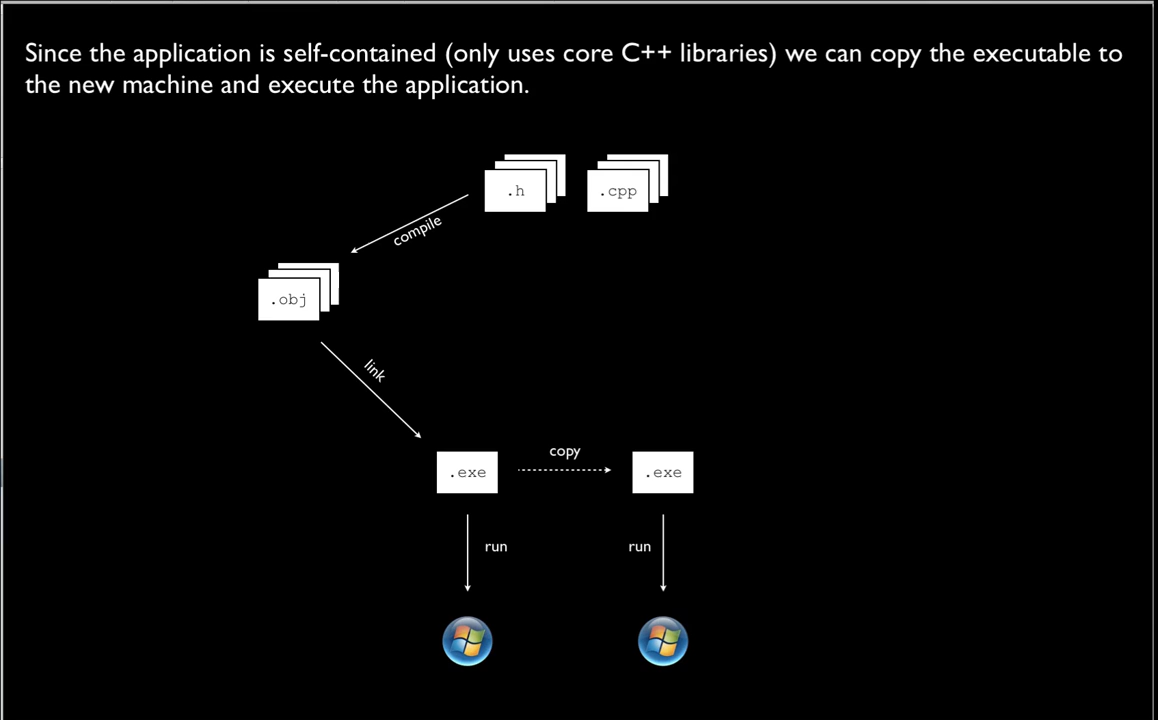 Since the application is self-contained (only uses core C++ libraries) we can copy the executable to
the new machine and execute the application.
.h
.cpp
compile
.obj
link
copy
.exe
.exe
run
run